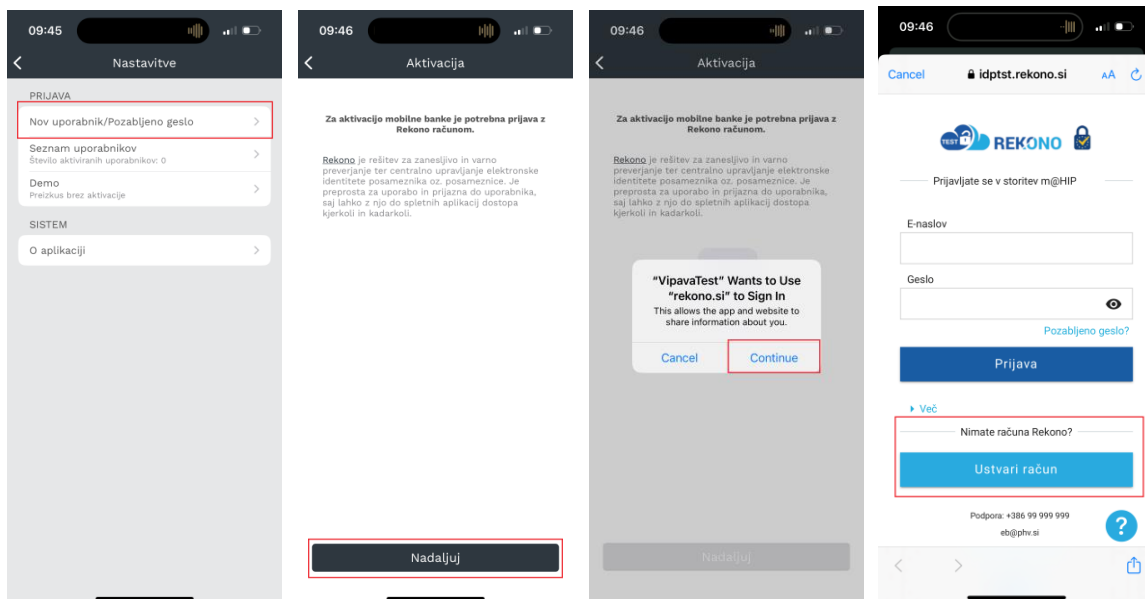 09:45
Nastavitve
PRIJAVA
Nov uporabnik/Pozabljeno geslo
Seznam uporabnikov
Število aktiviranih uporabnikov: 0
Demo
Preizkus brez aktivacije
SISTEM
O aplikaciji
09:46
Aktivacija
Za aktivacijo mobilne banke je potrebna prijava z
Rekono računom.
Rekono je rešitev za zanesljivo in varno
preverjanje ter centralno upravljanje elektronske
identitete posameznika oz. posameznice. Je
preprosta za uporabo in prijazna do uporabnika,
saj lahko z njo do spletnih aplikacij dostopa
kjerkoli in kadarkoli.
Nadaljuj
09:46
Aktivacija
Za aktivacijo mobilne banke je potrebna prijava z
Rekono računom.
Rekono je rešitev za zanesljivo in varno
preverjanje ter centralno upravljanje elektronske
identitete posameznika oz. posameznice. Je
preprosta za uporabo in prijazna do uporabnika,
saj lahko z njo do spletnih aplikacij dostopa
kjerkoli in kadarkoli.
"VipavaTest" Wants to Use
"rekono.si" to Sign In
This allows the app and website to
share information about you.
Cancel Continue
Nadaljuj
09:46
Cancel idptst.rekono.si AA
TEST REKONO
Prijavljate se v storitev m@HIP
E-naslov
Geslo
Pozabljeno geslo?
Prijava
Več
Nimate računa Rekono?
Ustvari račun
Podpora: +386 99 999 999
eb@phv.si
?